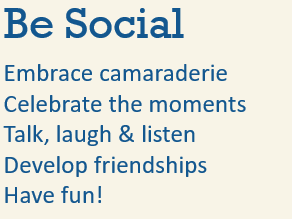 Be Social
Embrace camaraderie
Celebrate the moments
Talk, laugh & listen
Develop friendships
Have fun!